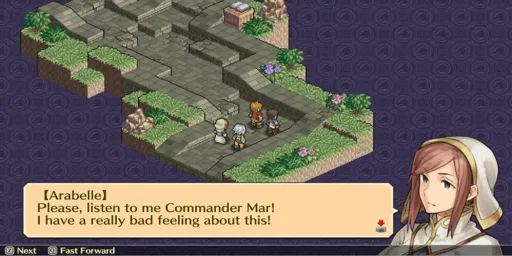 【Arabelle】
Please, listen to me Commander Mar!
I have a really bad feeling about this!
Next Fast Forward